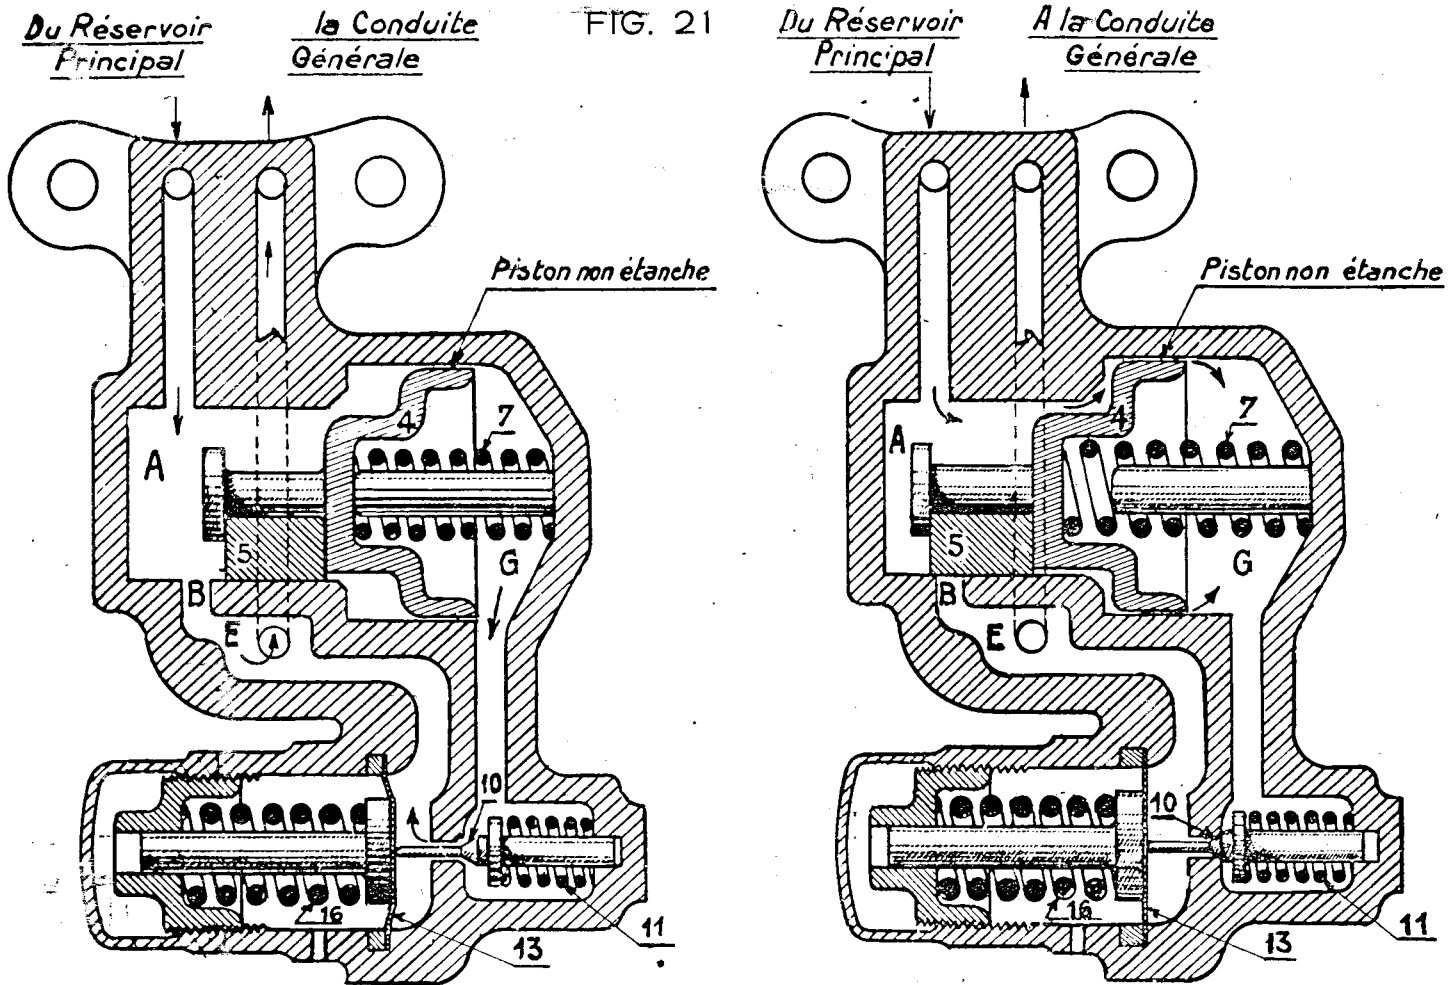 Du Réservoir
Principal
la Conduite
Générale
FIG. 21
Du Réservoir
Principal
A la Conduite
Générale
Piston non étanche
4
7
A
5
G
B
E
10
16
13
11
Piston non étanche
4
7
A
5
G
B
E
10
16
13
11